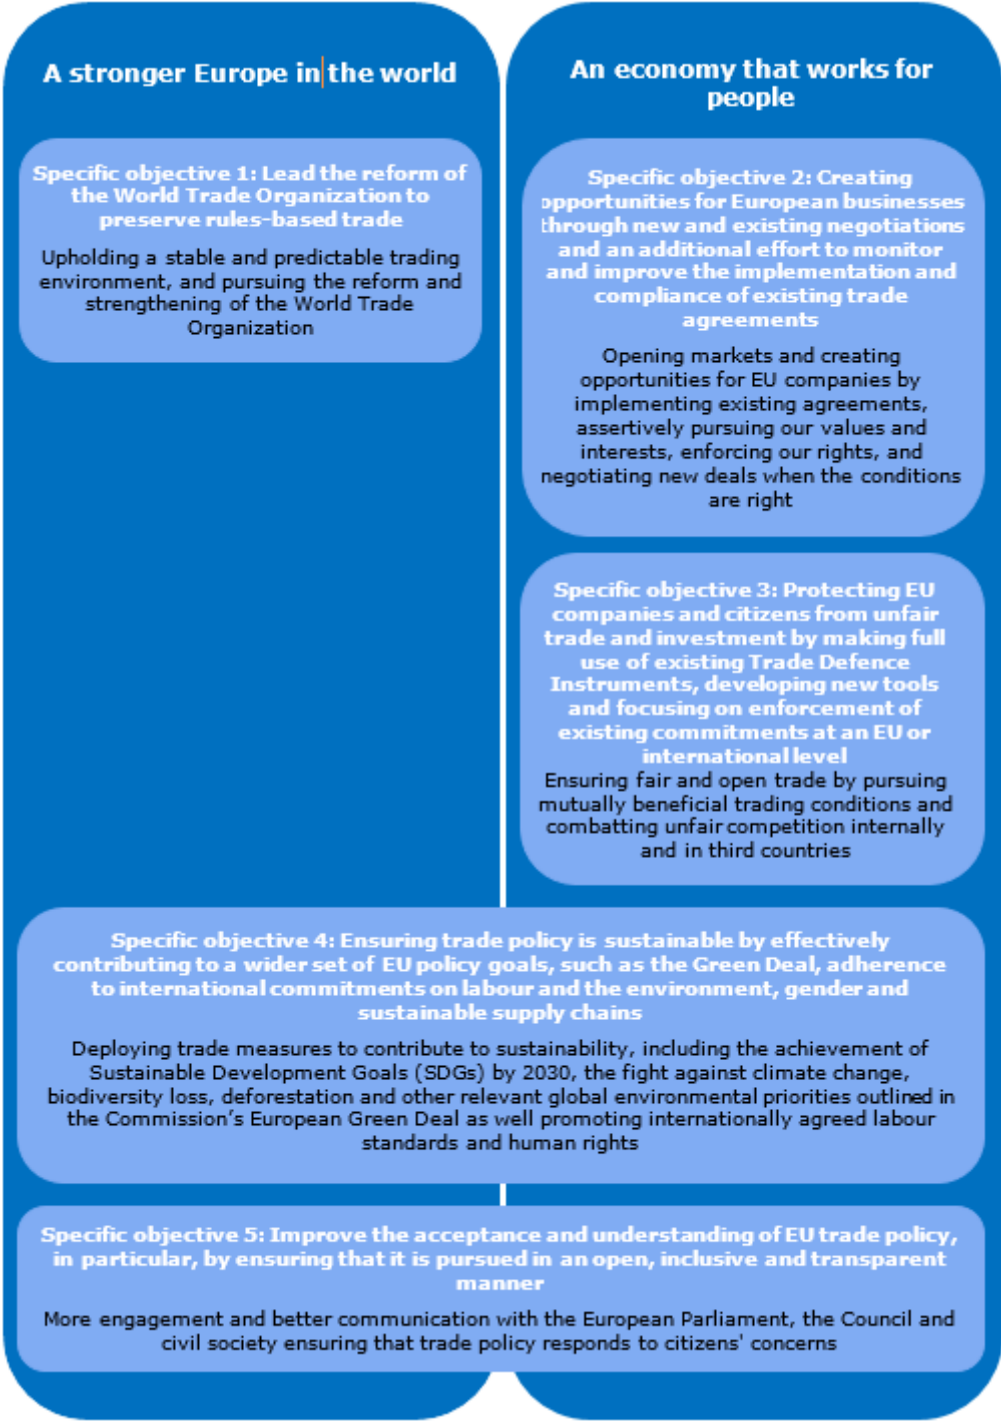 A stronger Europe in the world
Specific objective 1: Lead the reform of
the World Trade Organization to
preserve rules-based trade
Upholding a stable and predictable trading
environment, and pursuing the reform and
strengthening of the World Trade
Organization
An economy that works for
people
Specific objective 2: Creating
opportunities for European businesses
through new and existing negotiations
and an additional effort to monitor
and improve the implementation and
compliance of existing trade
agreements
Opening markets and creating
opportunities for EU companies by
implementing existing agreements,
assertively pursuing our values and
interests, enforcing our rights, and
negotiating new deals when the conditions
are right
Specific objective 3: Protecting EU
companies and citizens from unfair
trade and investment by making full
use of existing Trade Defence
Instruments, developing new tools
and focusing on enforcement of
existing commitments at an EU or
international level
Ensuring fair and open trade by pursuing
mutually beneficial trading conditions and
combatting unfair competition internally
and in third countries
Specific objective 4: Ensuring trade policy is sustainable by effectively
contributing to a wider set of EU policy goals, such as the Green Deal, adherence
to international commitments on labour and the environment, gender and
sustainable supply chains
Deploying trade measures to contribute to sustainability, including the achievement of
Sustainable Development Goals (SDGs) by 2030, the fight against climate change,
biodiversity loss, deforestation and other relevant global environmental priorities outlined in
the Commission's European Green Deal as well promoting internationally agreed labour
standards and human rights
Specific objective 5: Improve the acceptance and understanding of EU trade policy,
in particular, by ensuring that it is pursued in an open, inclusive and transparent
manner
More engagement and better communication with the European Parliament, the Council and
civil society ensuring that trade policy responds to citizens' concerns